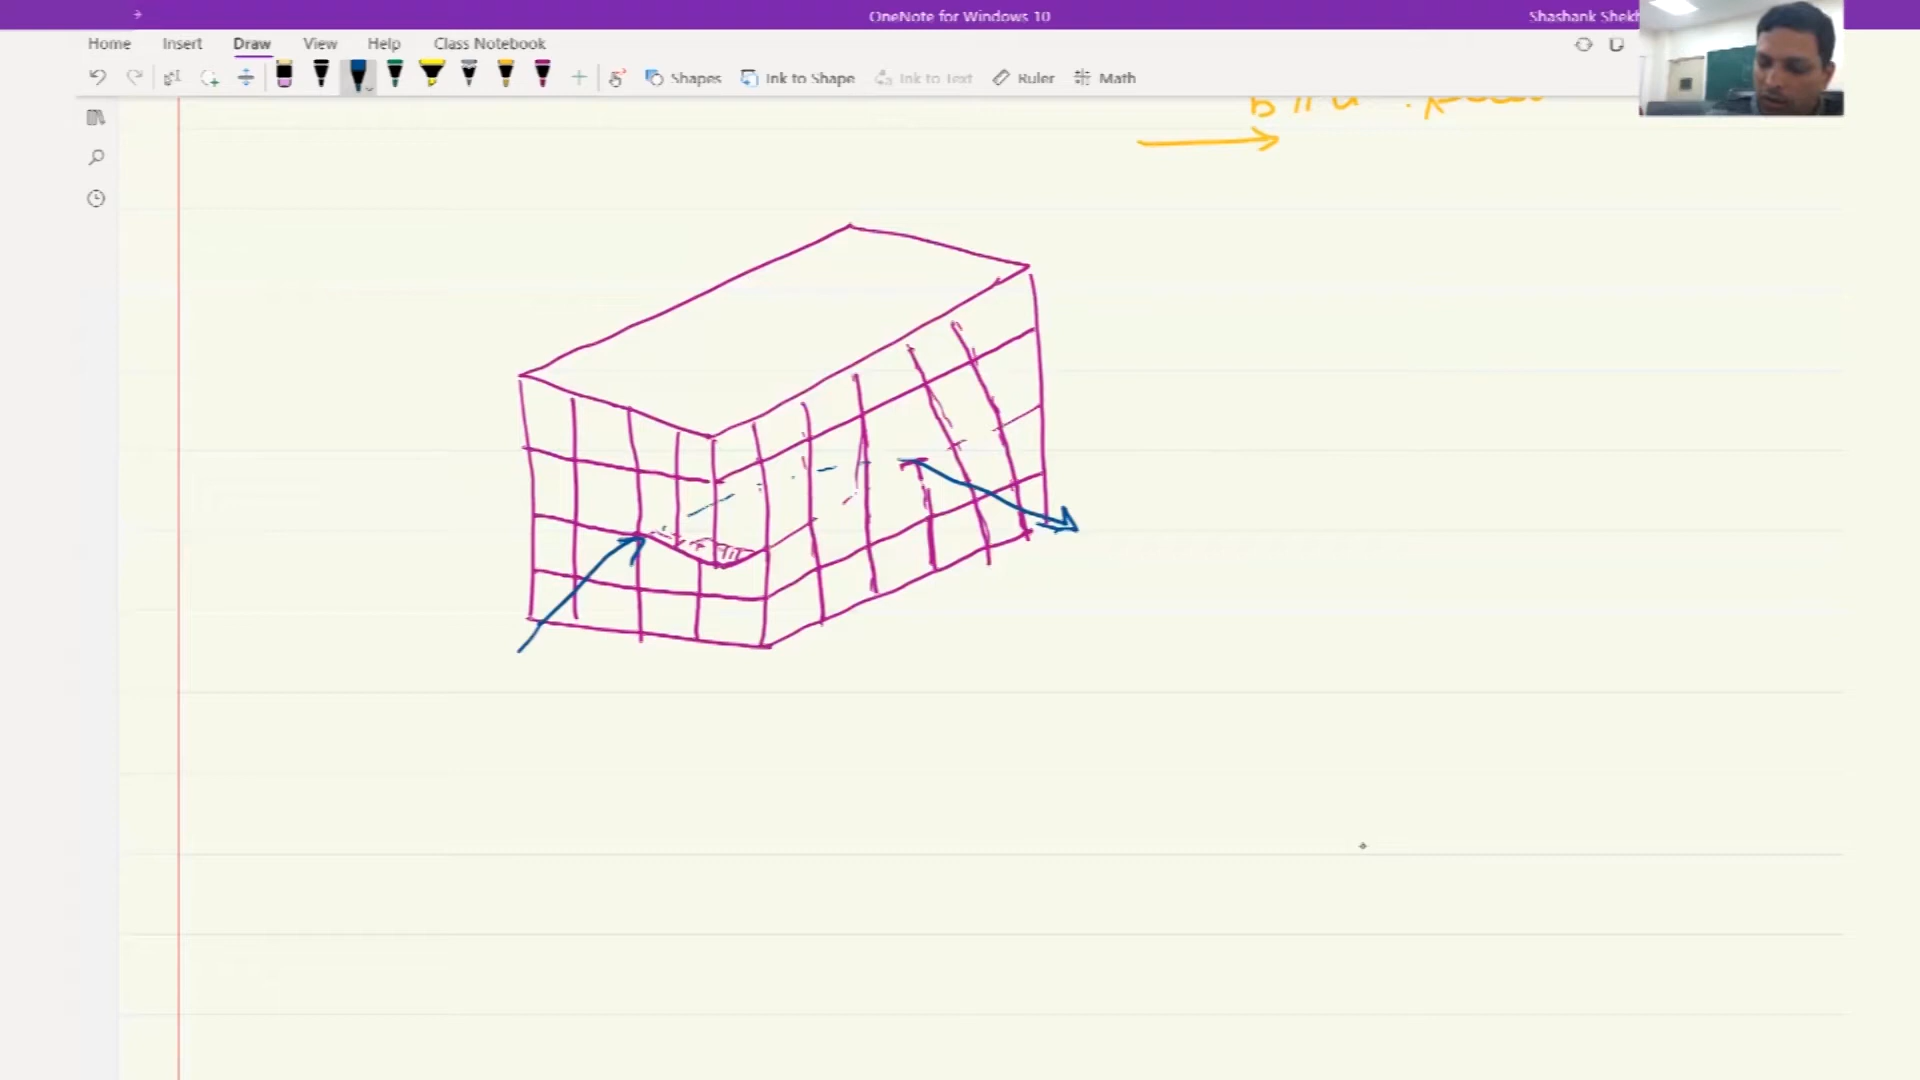 OneNote for Windows 10
Shashank Shekh
Home Insert Draw View Help Class Notebook
Shapes Ink to Shape Ink to Text Ruler Math